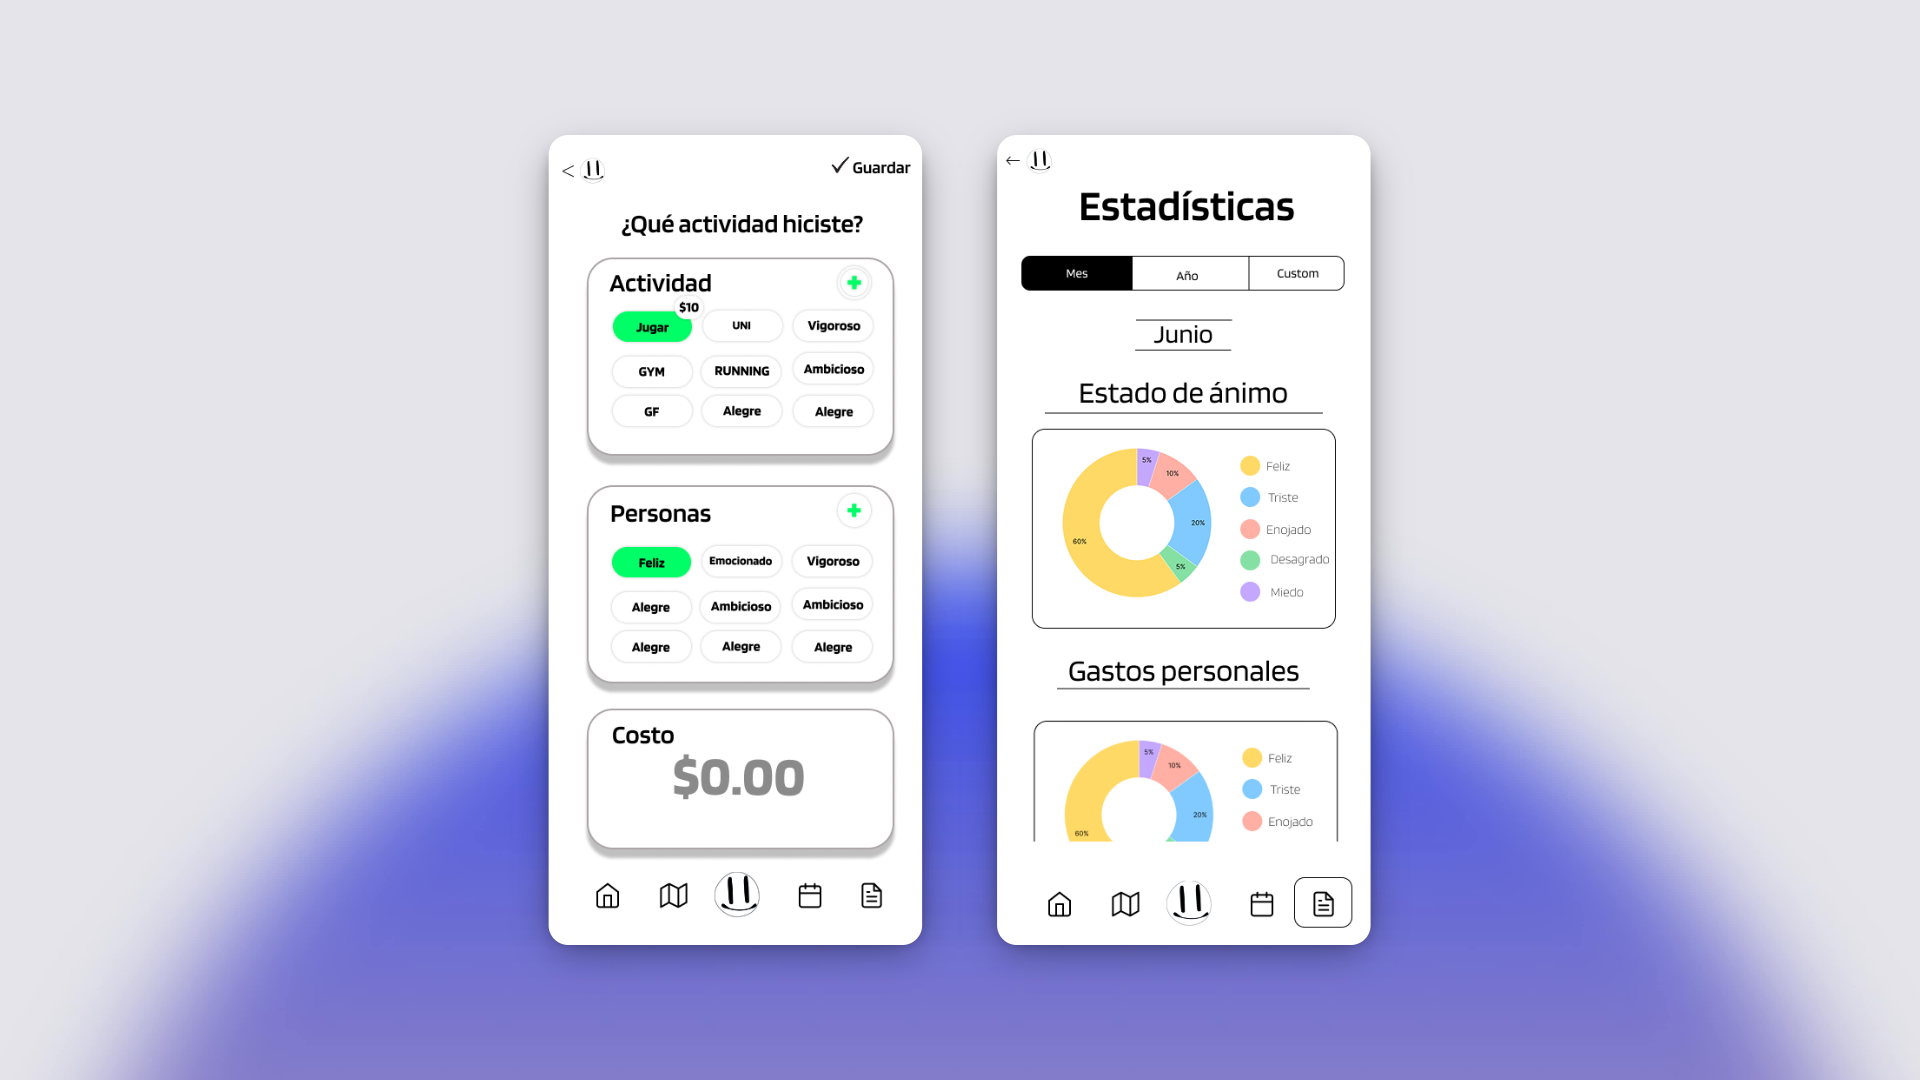 <
Guardar
¿Qué actividad hiciste?
Actividad
$10
Jugar
UNI
Vigoroso
GYM
RUNNING
Ambicioso
GF
Alegre
Alegre
Personas
Feliz
Emocionado
Vigoroso
Alegre
Ambicioso
Ambicioso
Alegre
Alegre
Alegre
Costo
$0.00
Estadísticas
Mes
Año
Custom
Junio
Estado de ánimo
5%
10%
20%
5%
60%
Feliz
Triste
Enojado
Desagrado
Miedo
Gastos personales
5%
10%
20%
60%
Feliz
Triste
Enojado